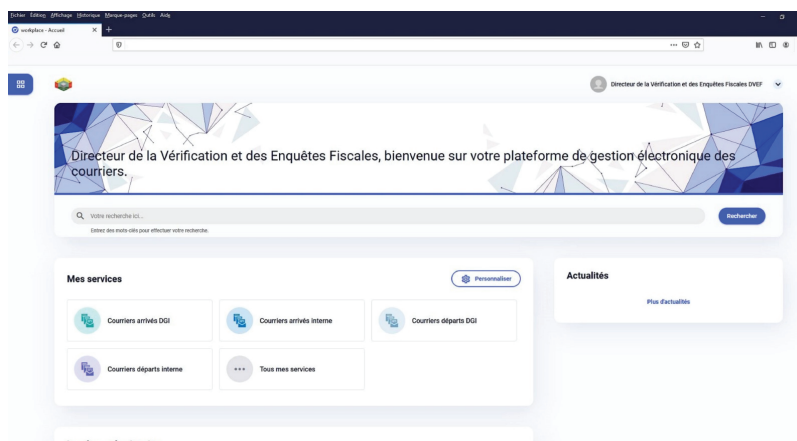 Fichier Édition Affichage Historique Marque-pages Outils Aide
workplace - Accueil
Directeur de la Vérification et des Enquêtes Fiscales DVEF
Directeur de la Vérification et des Enquêtes Fiscales, bienvenue sur votre plateforme de gestion électronique des
courriers.
Votre recherche ici...
Rechercher
Entrez des mots-clés pour effectuer votre recherche.
Mes services
Personnaliser
Actualités
Plus d'actualités
Courriers arrivés DGI
Courriers arrivés interne
Courriers départs DGI
Courriers départs interne
Tous mes services